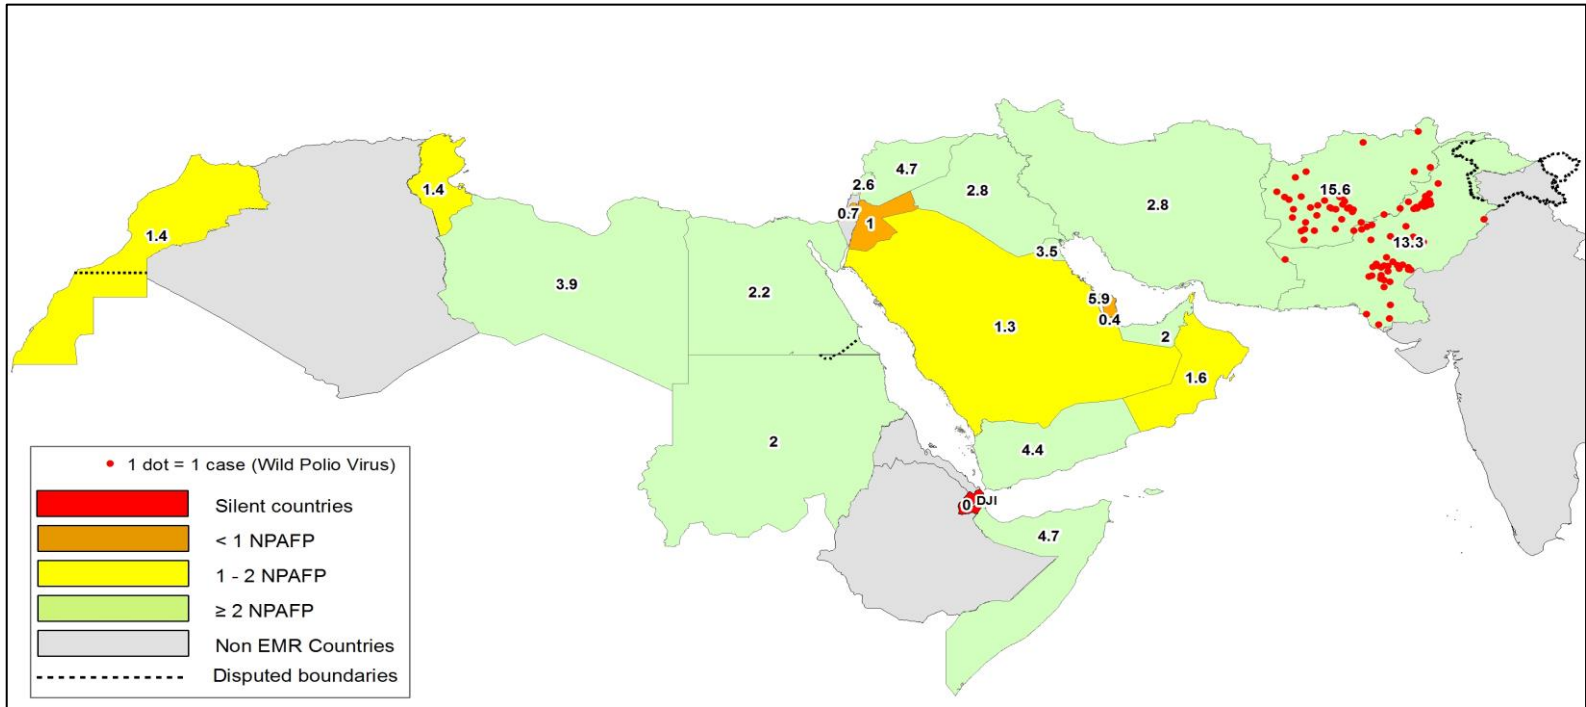 4.7
2.6
15.6
1.4
2.8
2.8
0.7
1
1.4
13.3
3.5
3.9
2.2
5.9
0.4
1.3
2
1.6
2
4.4
DJI
0
4.7
1 dot = 1 case (Wild Polio Virus)
Silent countries
< 1 NPAFP
1 - 2 NPAFP
≥ 2 NPAFP
Non EMR Countries
Disputed boundaries